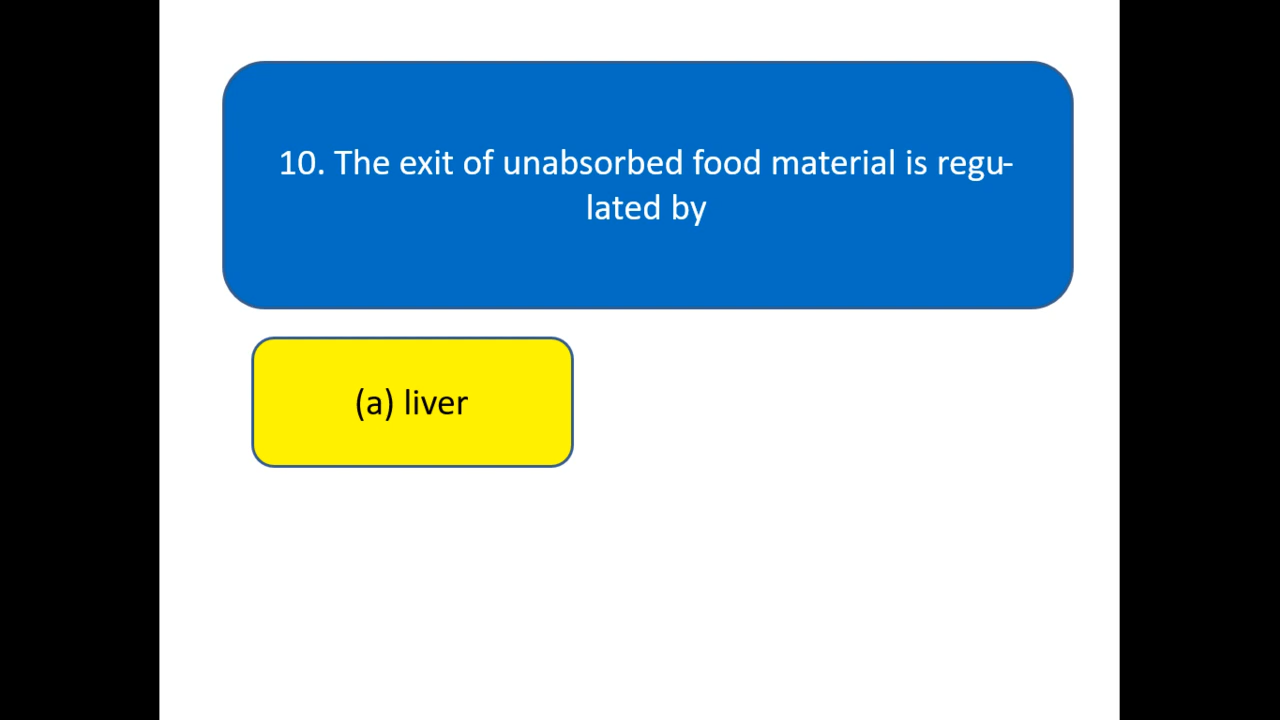 10. The exit of unabsorbed food material is regu-
lated by
(a) liver